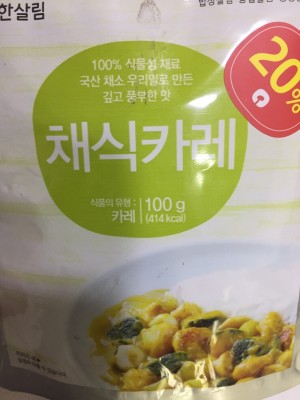 한살림
20%
100% 식물성 재료
국산 채소 우리밀로 만든
깊고 풍부한 맛
채식카레
식품의 유형 : 카레
100 g
(414 kcal)